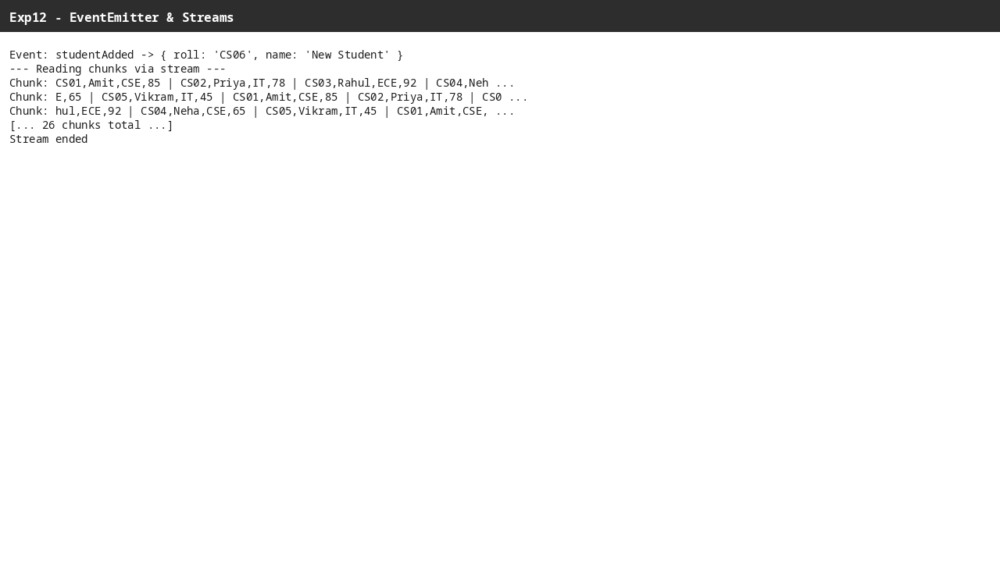 Exp12 - EventEmitter & Streams
Event: studentAdded -> { roll: 'CS06', name: 'New Student' }
--- Reading chunks via stream ---
Chunk: CS01,Amit,CSE,85 | CS02,Priya,IT,78 | CS03,Rahul,ECE,92 | CS04,Neh ...
Chunk: E,65 | CS05,Vikram,IT,45 | CS01,Amit,CSE,85 | CS02,Priya,IT,78 | CS0 ...
Chunk: hul,ECE,92 | CS04,Neha,CSE,65 | CS05,Vikram,IT,45 | CS01,Amit,CSE, ...
[... 26 chunks total ...]
Stream ended